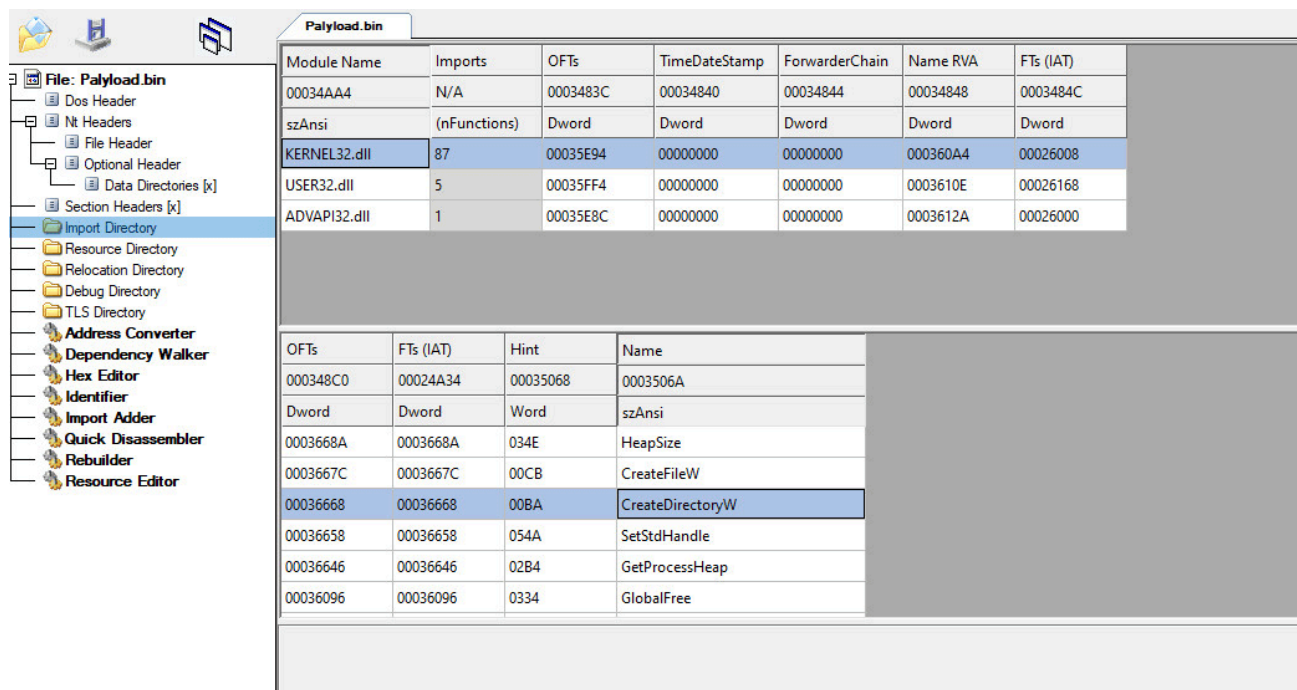 Palyload.bin
File: Palyload.bin
Dos Header
Nt Headers
File Header
Optional Header
Data Directories [x]
Section Headers [x]
Import Directory
Resource Directory
Relocation Directory
Debug Directory
TLS Directory
Address Converter
Dependency Walker
Hex Editor
Identifier
Import Adder
Quick Disassembler
Rebuilder
Resource Editor
Module Name Imports OFTs TimeDateStamp ForwarderChain Name RVA FTs (IAT)
00034AA4 N/A 0003483C 00034840 00034844 00034848 0003484C
szAnsi (nFunctions) Dword Dword Dword Dword Dword
KERNEL32.dll 87 00035E94 00000000 00000000 000360A4 00026008
USER32.dll 5 00035FF4 00000000 00000000 0003610E 00026168
ADVAPI32.dll 1 00035E8C 00000000 00000000 0003612A 00026000
OFTs FTs (IAT) Hint Name
000348C0 00024A34 00035068 0003506A
Dword Dword Word szAnsi
0003668A 0003668A 034E HeapSize
0003667C 0003667C 00CB CreateFileW
00036668 00036668 00BA CreateDirectoryW
00036658 00036658 054A SetStdHandle
00036646 00036646 02B4 GetProcessHeap
00036096 00036096 0334 GlobalFree